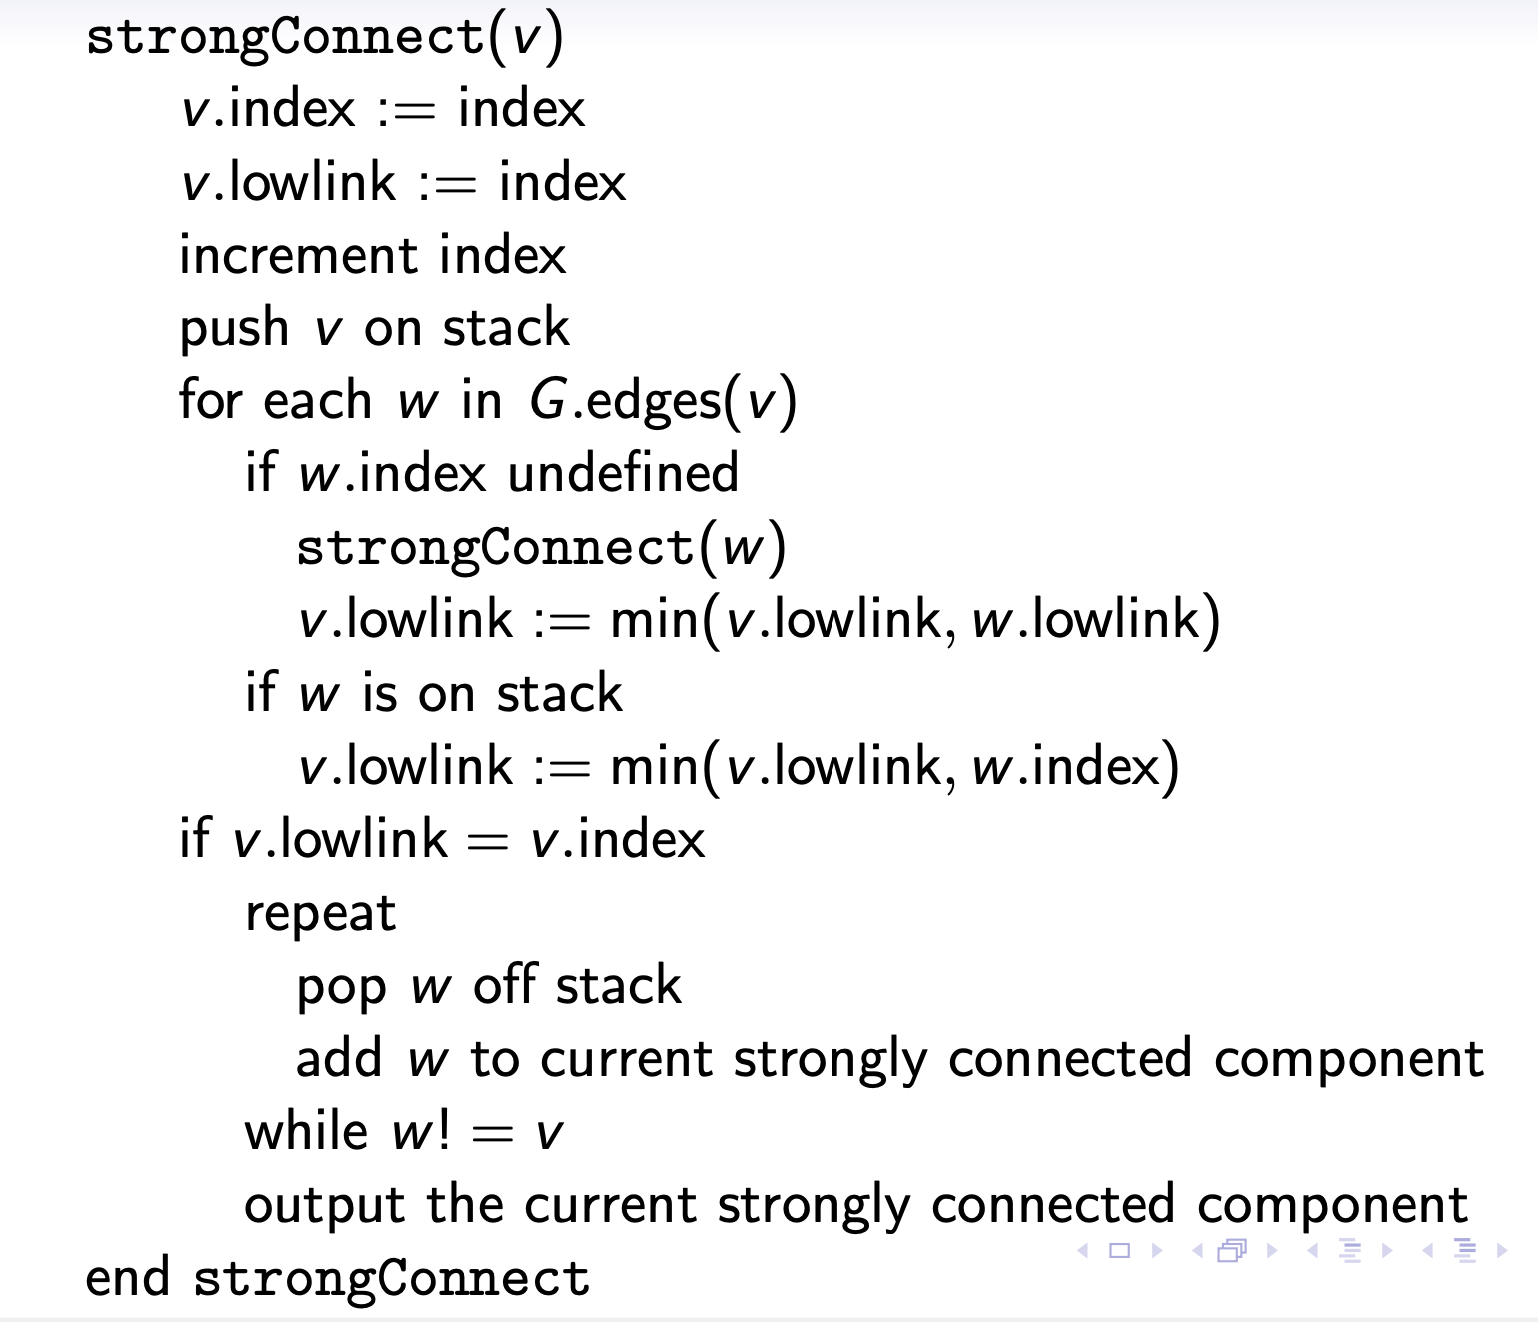 strongConnect(v)
v.index := index
v.lowlink := index
increment index
push v on stack
for each w in G.edges(v)
if w.index undefined
strongConnect(w)
v.lowlink := min(v.lowlink, w.lowlink)
if w is on stack
v.lowlink := min(v.lowlink, w.index)
if v.lowlink = v.index
repeat
pop w off stack
add w to current strongly connected component
while w! = v
output the current strongly connected component
end strongConnect